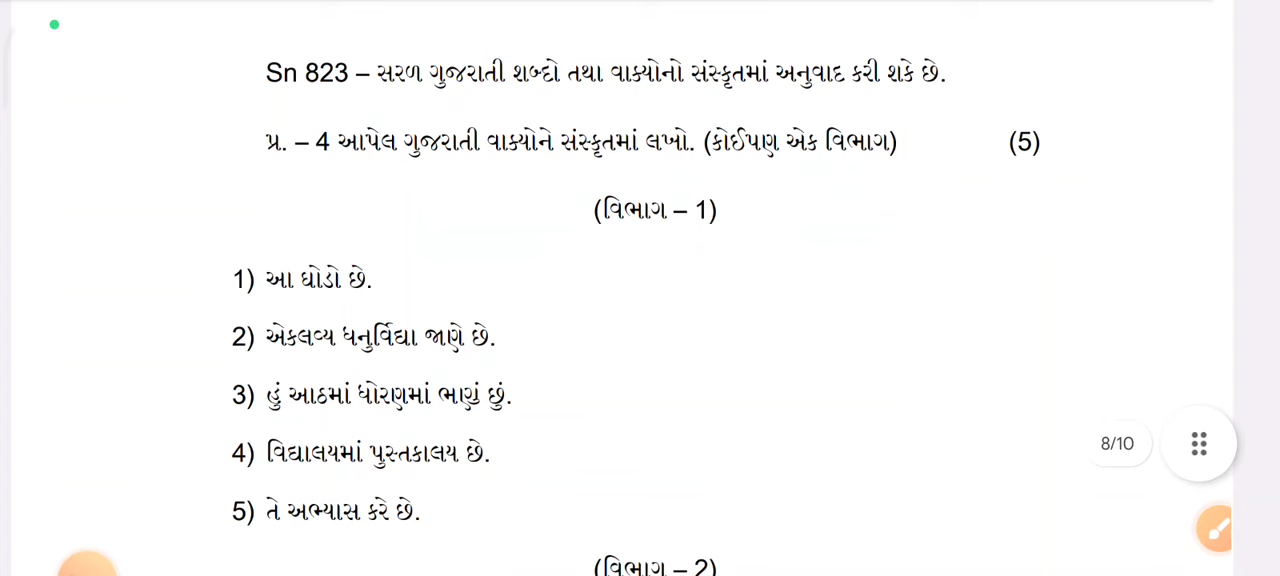 Sn 823 – સરળ ગુજરાતી શબ્દો તથા વાક્યોનો સંસ્કૃતમાં અનુવાદ કરી શકે છે.
પ્ર. – 4 આપેલ ગુજરાતી વાક્યોને સંસ્કૃતમાં લખો. (કોઈપણ એક વિભાગ) (5)
(વિભાગ – 1)
1) આ ઘોડો છે.
2) એકલવ્ય ધનુર્વિદ્યા જાણે છે.
3) હું આઠમાં ધોરણમાં ભણું છું.
4) વિદ્યાલયમાં પુસ્તકાલય છે.
8/10
5) તે અભ્યાસ કરે છે.
(વિભાગ – 2)